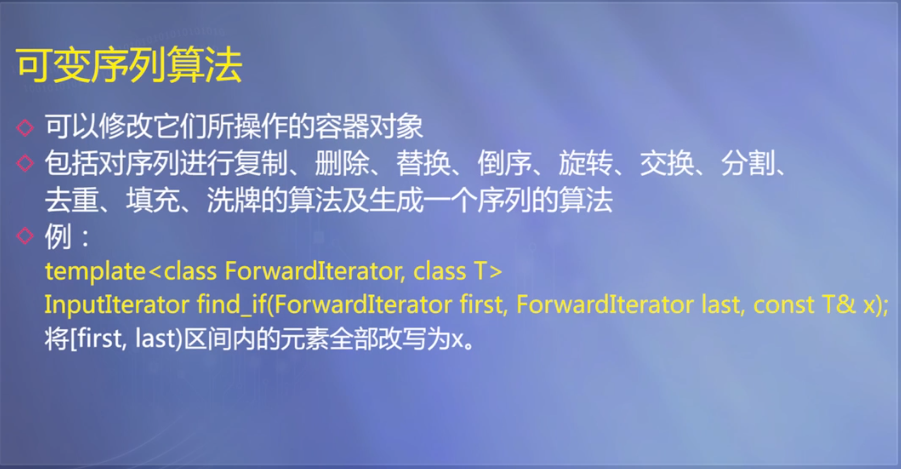 可变序列算法
可以修改它们所操作的容器对象
包括对序列进行复制、删除、替换、倒序、旋转、交换、分割、
去重、填充、洗牌的算法及生成一个序列的算法
例：
template<class ForwardIterator, class T>
InputIterator find_if(ForwardIterator first, ForwardIterator last, const T& x);
将[first, last)区间内的元素全部改写为x。